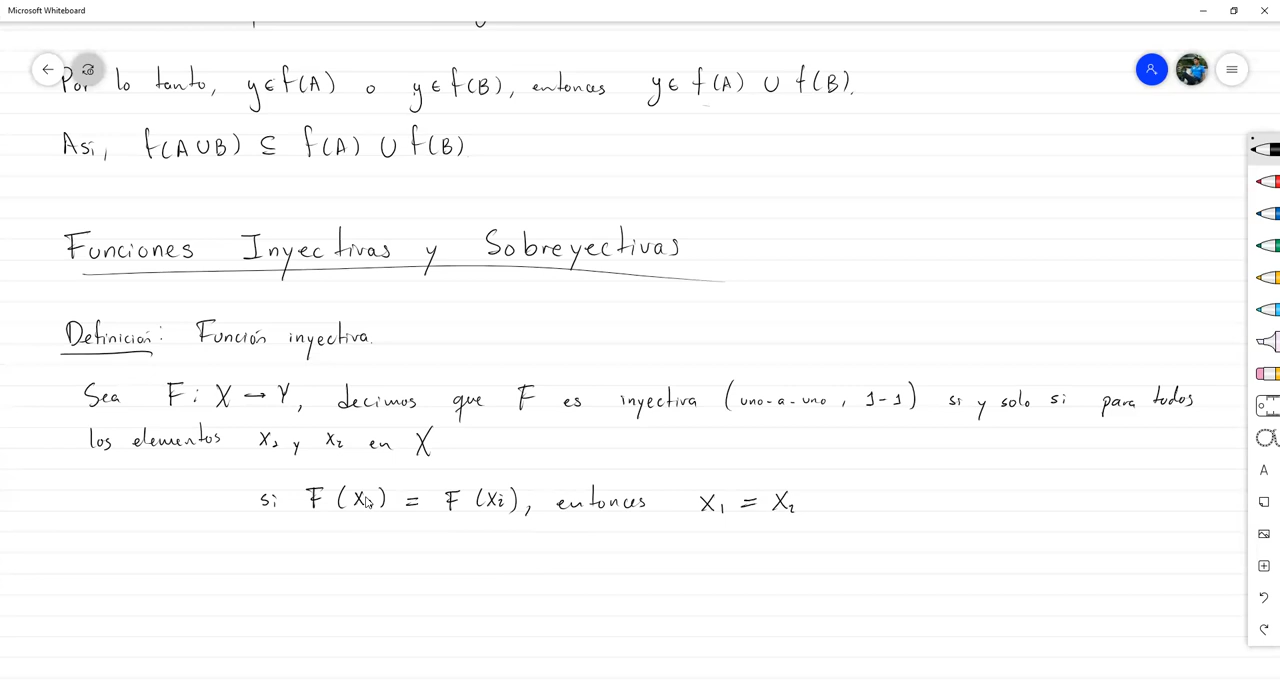 Microsoft Whiteboard
Por lo tanto, y ∈ f(A) o y ∈ f(B), entonces y ∈ f(A) ∪ f(B).
Asi, f(A∪B) ⊆ f(A) ∪ f(B).
Funciones Inyectivas y Sobreyectivas
Definición: Función inyectiva.
Sea F: X → Y, decimos que F es inyectiva (uno-a-uno, 1-1) si y solo si para todos
los elementos x₁ y x₂ en X
si F(x₁) = F(x₂), entonces x₁ = x₂
A